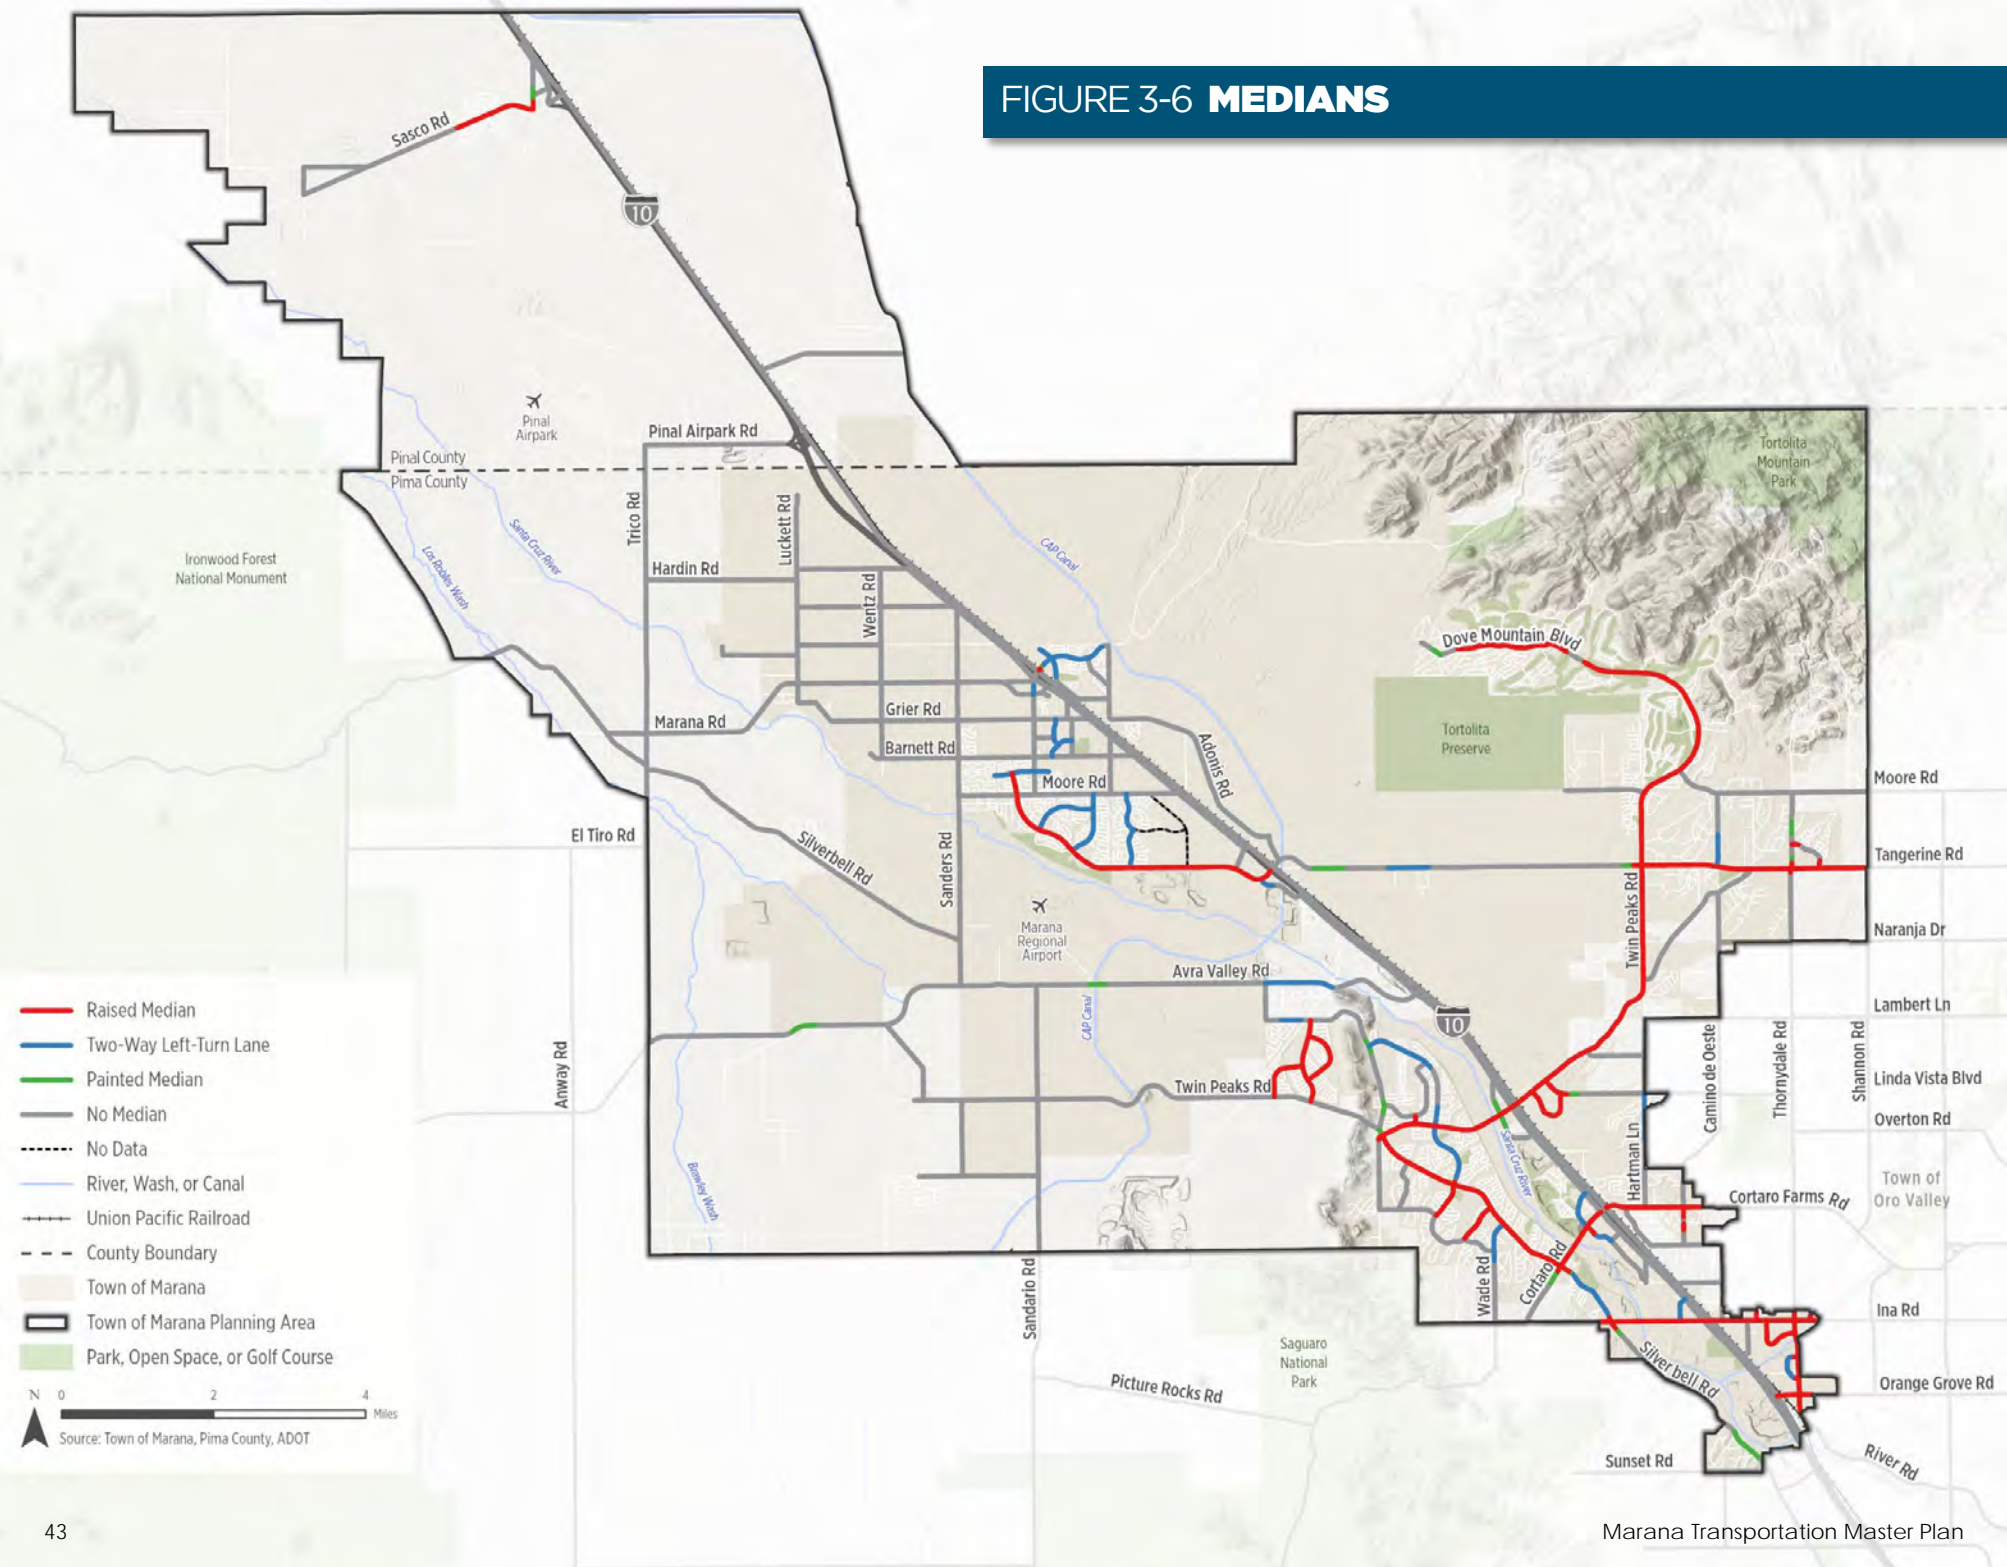 FIGURE 3-6 MEDIANS
Sasco Rd
10
Pinal
Airpark
Pinal Airpark Rd
Pinal County
Pima County
Tortolita
Mountain
Park
Trico Rd
Luckett Rd
Santa Cruz River
Los Robles Wash
CAP Canal
Ironwood Forest
National Monument
Hardin Rd
Wentz Rd
Dove Mountain Blvd
Marana Rd
Grier Rd
Barnett Rd
Adonis Rd
Tortolita
Preserve
Moore Rd
Moore Rd
El Tiro Rd
Silverbell Rd
Sanders Rd
Tangerine Rd
Twin Peaks Rd
Marana
Regional
Airport
Naranja Dr
Avra Valley Rd
CAP Canal
10
Lambert Ln
Camino de Oeste
Thornydale Rd
Shannon Rd
Anway Rd
Twin Peaks Rd
Linda Vista Blvd
Overton Rd
Santa Cruz River
Hartman Ln
Brawley Wash
Town of
Oro Valley
Cortaro Farms Rd
Sandario Rd
Wade Rd
Cortaro Rd
Ina Rd
Saguaro
National
Park
Silverbell Rd
Picture Rocks Rd
Orange Grove Rd
Sunset Rd
River Rd
Raised Median
Two-Way Left-Turn Lane
Painted Median
No Median
No Data
River, Wash, or Canal
Union Pacific Railroad
County Boundary
Town of Marana
Town of Marana Planning Area
Park, Open Space, or Golf Course
N 0 2 4
Miles
Source: Town of Marana, Pima County, ADOT
43
Marana Transportation Master Plan